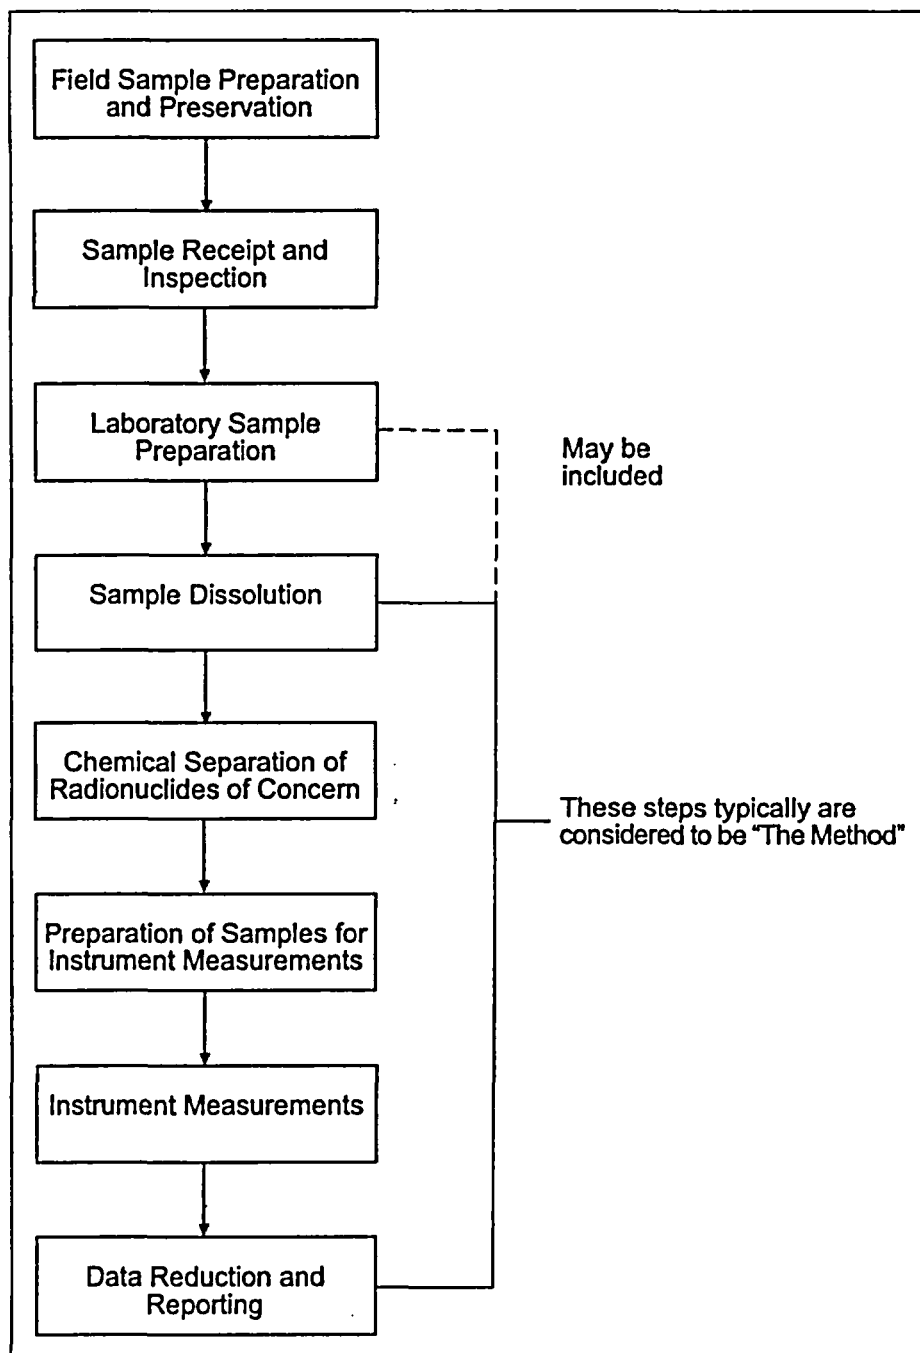 Field Sample Preparation
and Preservation
Sample Receipt and
Inspection
Laboratory Sample
Preparation
May be
included
Sample Dissolution
Chemical Separation of
Radionuclides of Concern
These steps typically are
considered to be "The Method"
Preparation of Samples for
Instrument Measurements
Instrument Measurements
Data Reduction and
Reporting